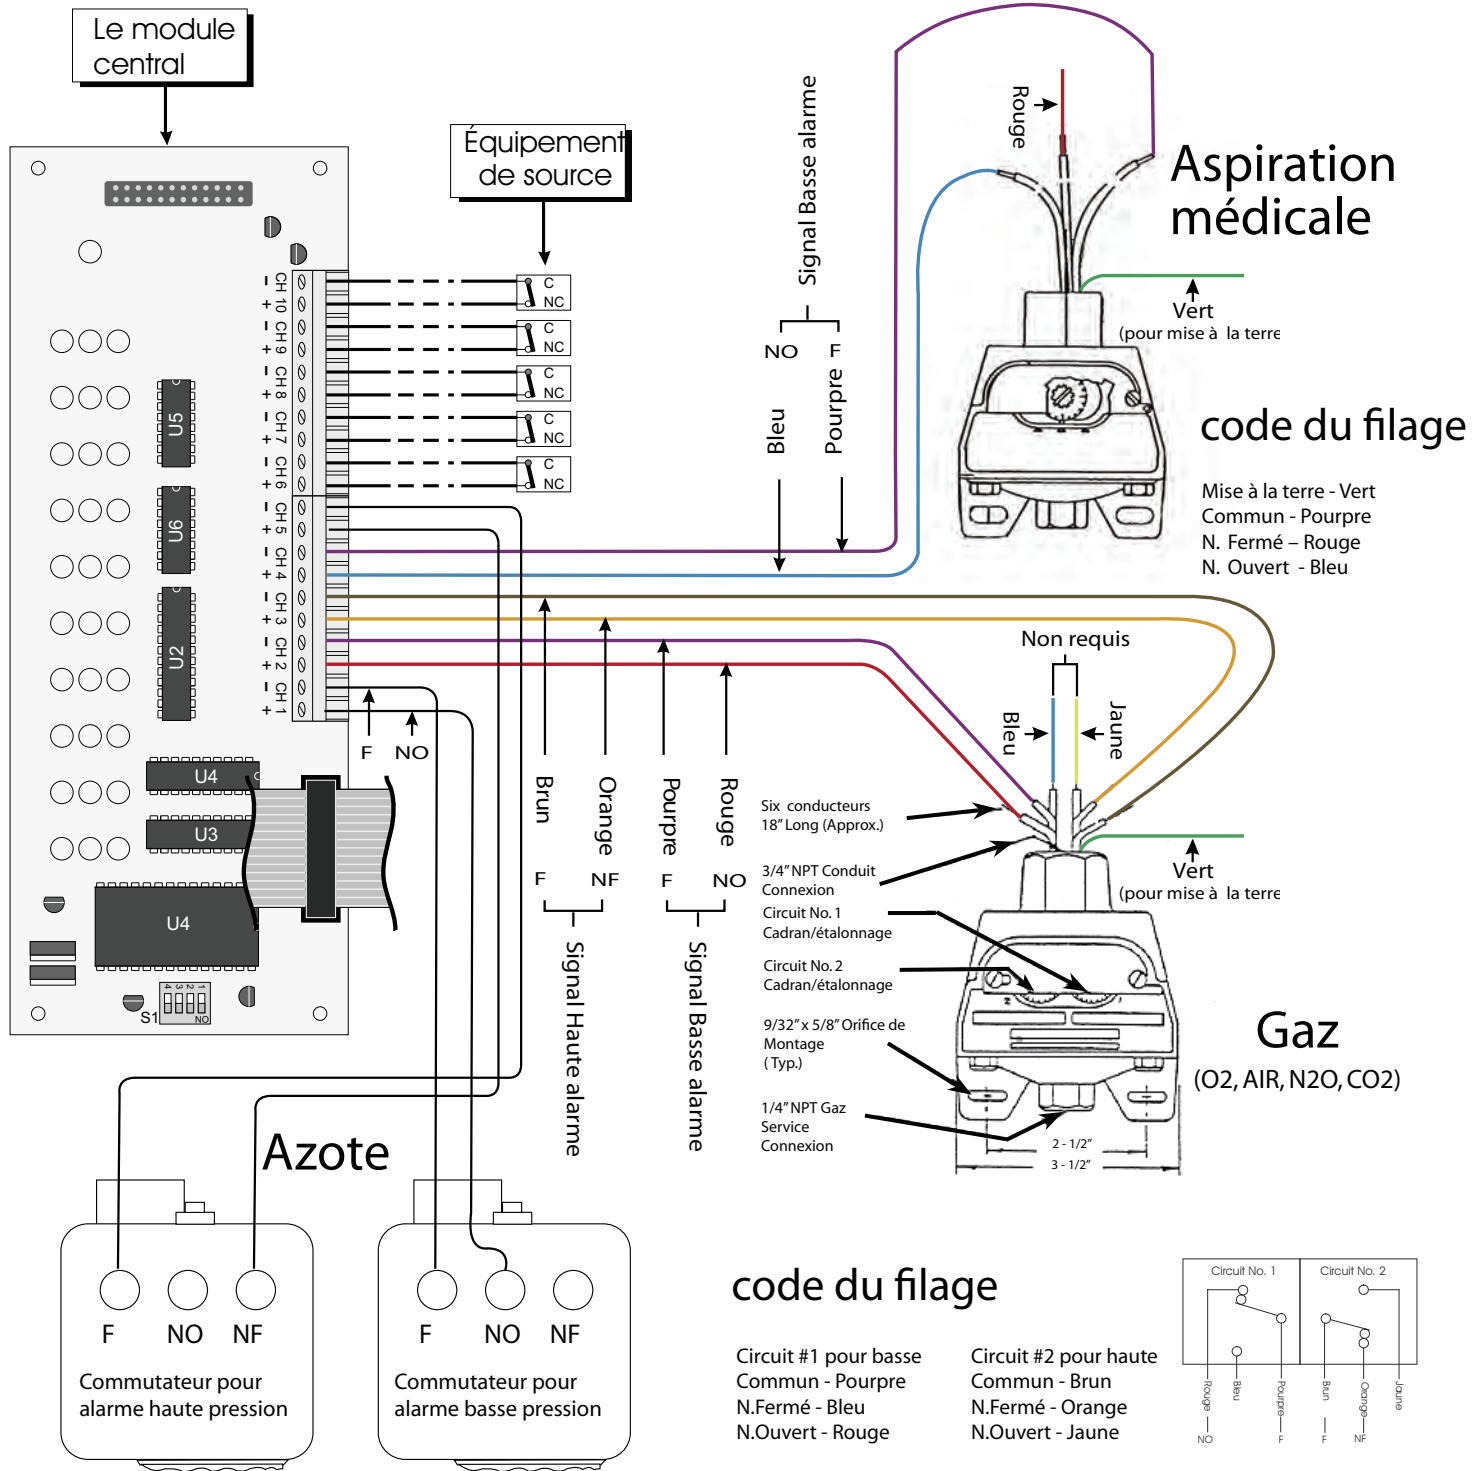 Le module
central
Équipement
de source
Signal Basse alarme
NO
F
Bleu
Pourpre
Rouge
Aspiration
médicale
Vert
(pour mise à la terre
code du filage
Mise à la terre - Vert
Commun - Pourpre
N. Fermé – Rouge
N. Ouvert - Bleu
- CH 10 +
- CH 9 +
- CH 8 +
- CH 7 +
- CH 6 +
- CH 5 +
- CH 4 +
- CH 3 +
- CH 2 +
- CH 1 +
C
NC
C
NC
C
NC
C
NC
C
NC
U5
U6
U2
U4
U3
U4
S1
4 3 2 1
NO
F
NO
Brun
Orange
Pourpre
Rouge
F
NF
F
NO
Signal Haute alarme
Signal Basse alarme
Non requis
Bleu
Jaune
Six conducteurs
18” Long (Approx.)
3/4” NPT Conduit
Connexion
Circuit No. 1
Cadran/étalonnage
Circuit No. 2
Cadran/étalonnage
9/32” x 5/8” Orifice de
Montage
( Typ.)
1/4” NPT Gaz
Service
Connexion
Vert
(pour mise à la terre
2 1
2 - 1/2”
3 - 1/2”
Gaz
(O2, AIR, N2O, CO2)
Azote
F
NO
NF
Commutateur pour
alarme haute pression
F
NO
NF
Commutateur pour
alarme basse pression
code du filage
Circuit #1 pour basse
Commun - Pourpre
N.Fermé - Bleu
N.Ouvert - Rouge
Circuit #2 pour haute
Commun - Brun
N.Fermé - Orange
N.Ouvert - Jaune
Circuit No. 1
Circuit No. 2
Rouge
Bleu
Pourpre
Brun
Orange
Jaune
NO
F
F
NF